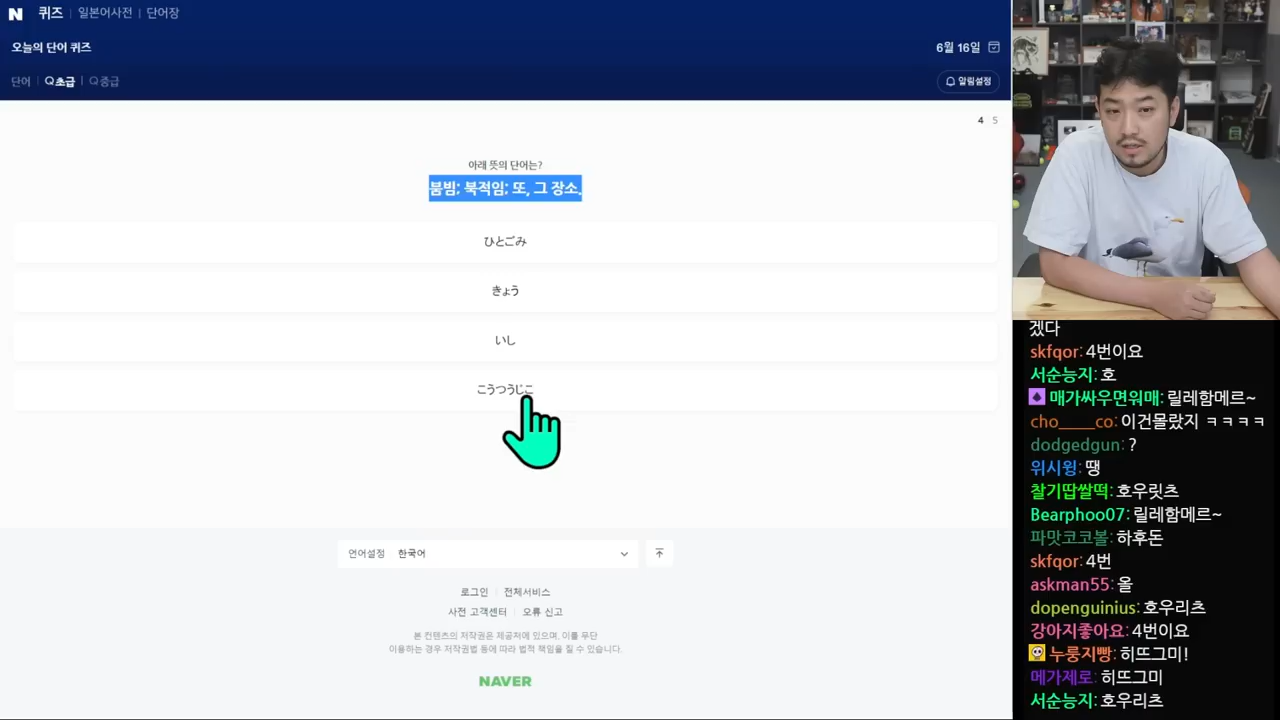 N 퀴즈 | 일본어사전 | 단어장
오늘의 단어 퀴즈
6월 16일
단어 | Q초급 | Q중급
알림설정
4 5
아래 뜻의 단어는?
붐빔; 북적임; 또, 그 장소.
ひとごみ
きょう
いし
こうつうじこ
언어설정 한국어
로그인 | 전체서비스
사전 고객센터 | 오류 신고
본 컨텐츠의 저작권은 제공처에 있으며, 이를 무단
이용하는 경우 저작권법 등에 따라 법적 책임을 질 수 있습니다.
NAVER
겠다
skfqor: 4번이요
서순능지: 호
매가싸우면워매: 릴레함메르~
cho____co: 이건몰랐지 ㅋㅋㅋㅋ
dodgedgun: ?
위시윙: 땡
찰기떱쌀떡: 호우릿츠
Bearphoo07: 릴레함메르~
파맛코코볼: 하후돈
skfqor: 4번
askman55: 올
dopenguinius: 호우리츠
강아지좋아요: 4번이요
누룽지빵: 히뜨그미!
메가제로: 히뜨그미
서순능지: 호우리츠